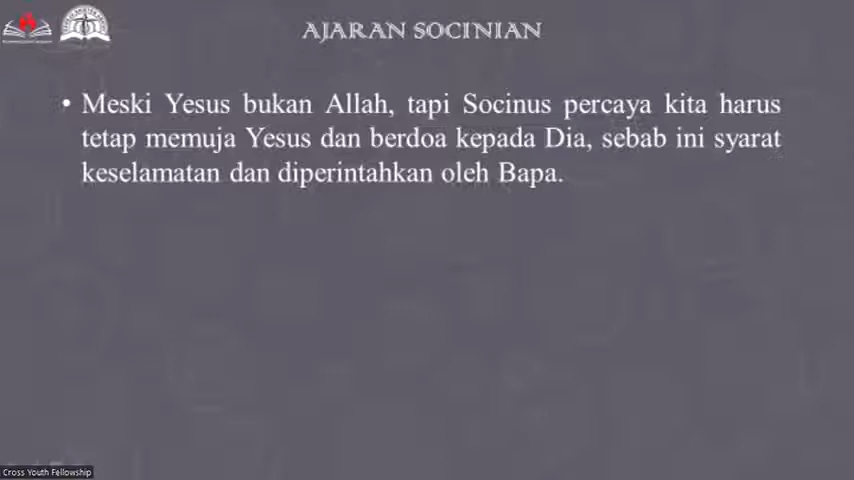 AJARAN SOCINIAN
• Meski Yesus bukan Allah, tapi Socinus percaya kita harus
tetap memuja Yesus dan berdoa kepada Dia, sebab ini syarat
keselamatan dan diperintahkan oleh Bapa.
Cross Youth Fellowship